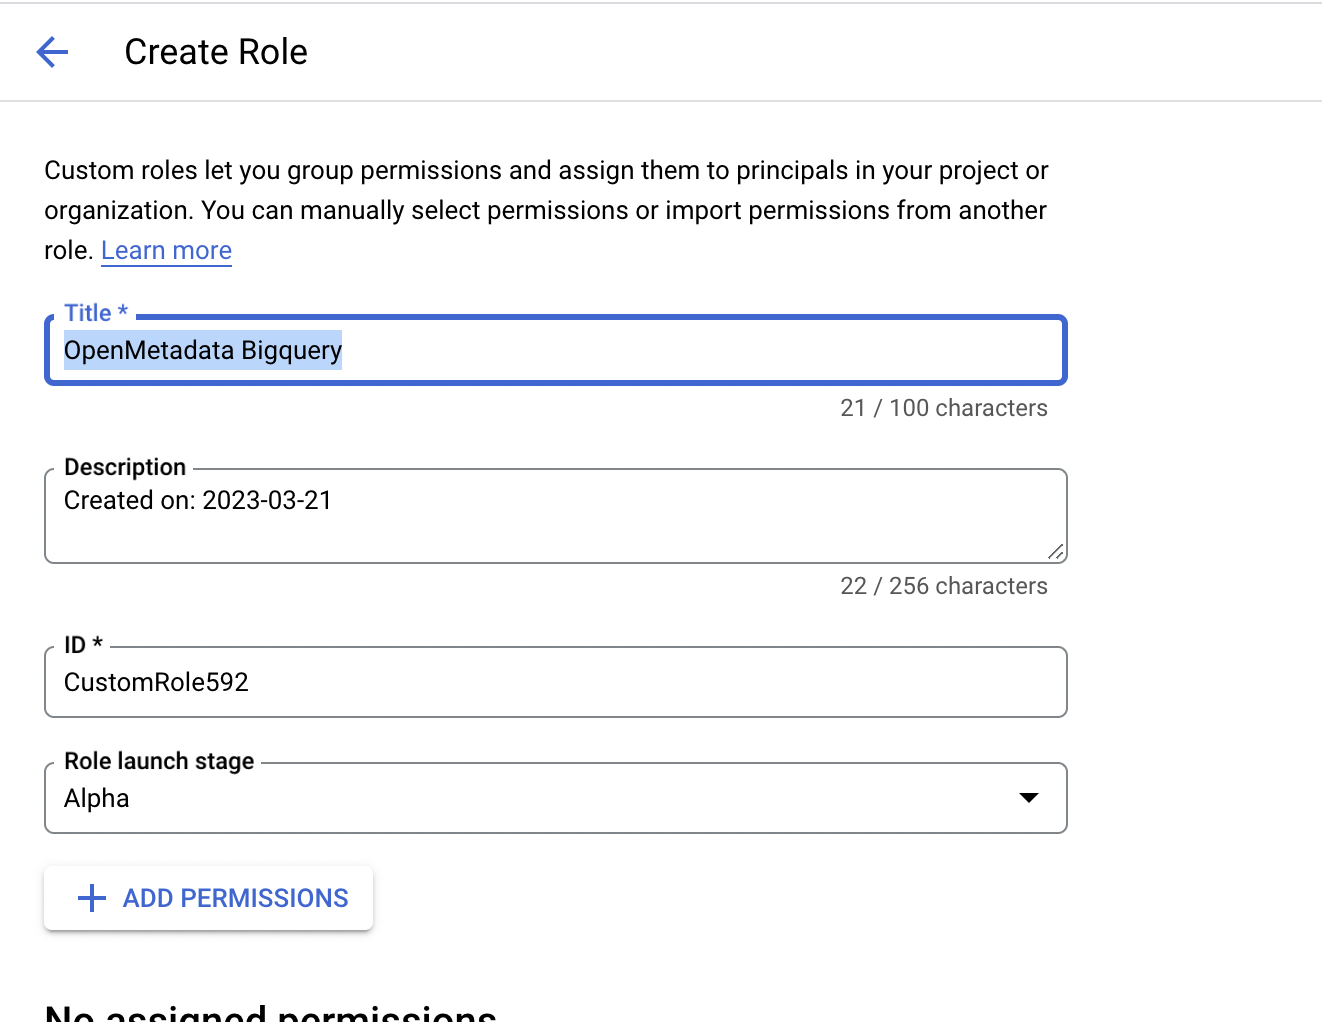 Create Role
Custom roles let you group permissions and assign them to principals in your project or
organization. You can manually select permissions or import permissions from another
role. Learn more
Title *
OpenMetadata Bigquery
21 / 100 characters
Description
Created on: 2023-03-21
22 / 256 characters
ID *
CustomRole592
Role launch stage
Alpha
ADD PERMISSIONS
No assigned permissions